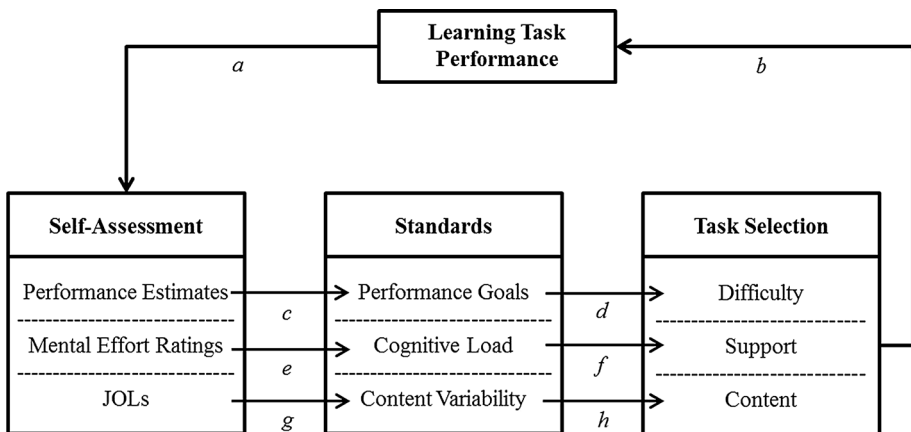 Learning Task
Performance
a
b
Self-Assessment
Standards
Task Selection
Performance Estimates
c
Performance Goals
d
Difficulty
Mental Effort Ratings
e
Cognitive Load
f
Support
JOLs
g
Content Variability
h
Content